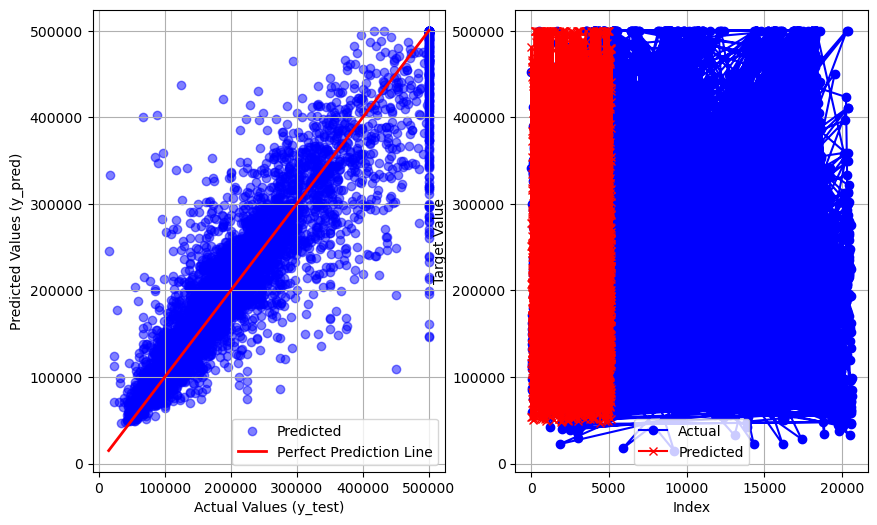 500000
400000
300000
200000
100000
0
Predicted Values (y_pred)
0
100000
200000
300000
400000
500000
Actual Values (y_test)
Predicted
Perfect Prediction Line
500000
400000
300000
200000
100000
0
Target Value
0
5000
10000
15000
20000
Index
Actual
Predicted